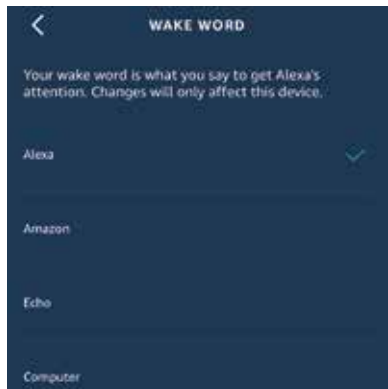 WAKE WORD
Your wake word is what you say to get Alexa's
attention. Changes will only affect this device.
Alexa
Amazon
Echo
Computer